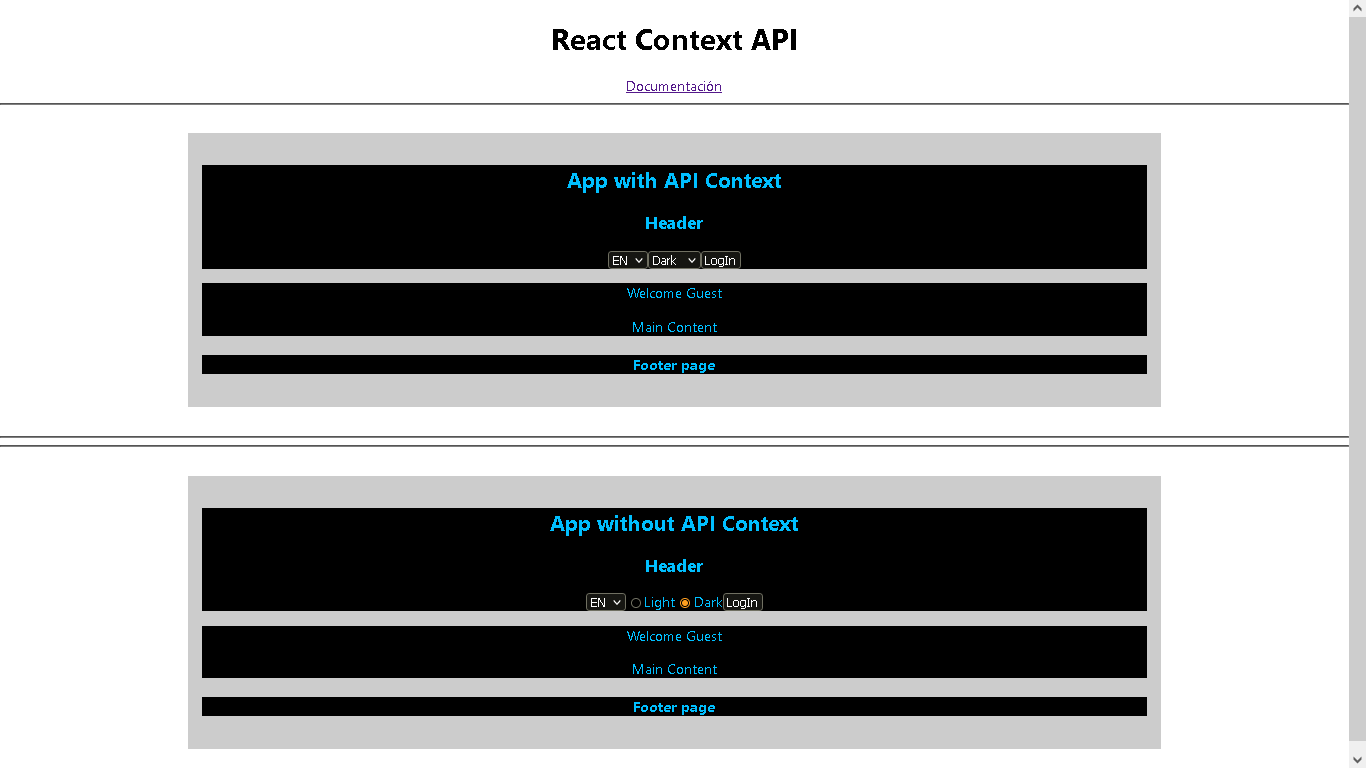 React Context API
Documentación
App with API Context
Header
EN Dark LogIn
Welcome Guest
Main Content
Footer page
App without API Context
Header
EN Light Dark LogIn
Welcome Guest
Main Content
Footer page